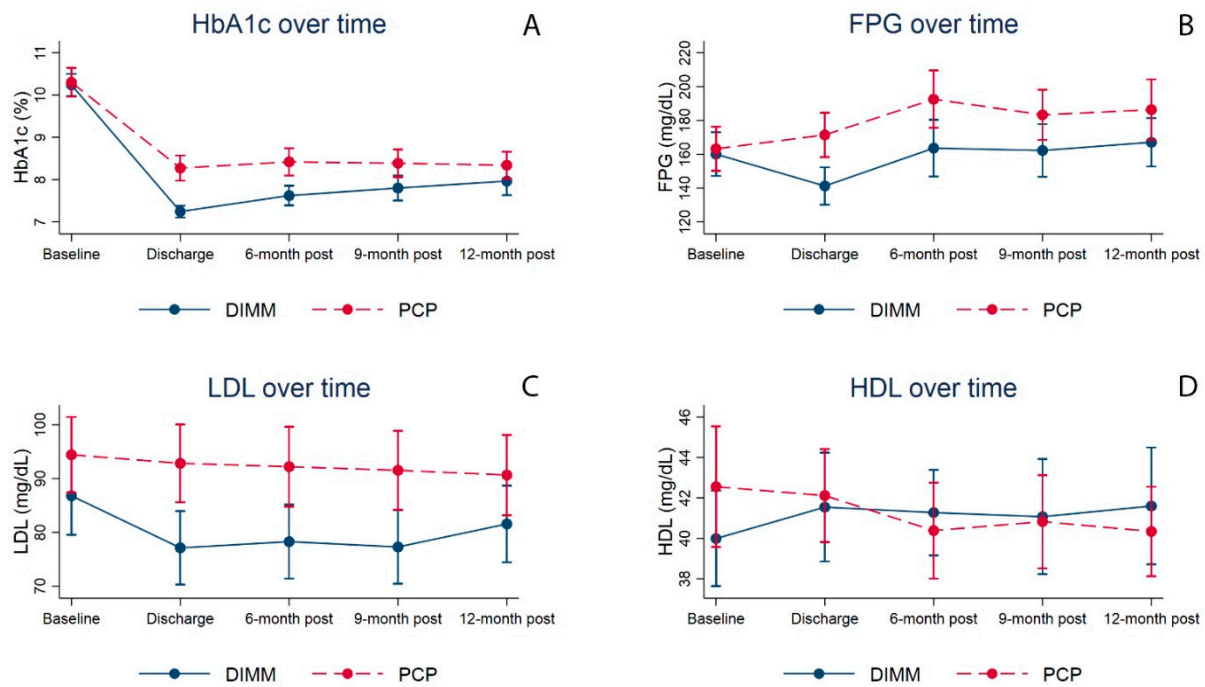 HbA1c over time
A
HbA1c (%)
11
10
9
8
7
Baseline
Discharge
6-month post
9-month post
12-month post
DIMM
PCP
FPG over time
B
FPG (mg/dL)
200
180
160
140
120
Baseline
Discharge
6-month post
9-month post
12-month post
DIMM
PCP
LDL over time
C
LDL (mg/dL)
100
90
80
70
Baseline
Discharge
6-month post
9-month post
12-month post
DIMM
PCP
HDL over time
D
HDL (mg/dL)
46
44
42
40
38
Baseline
Discharge
6-month post
9-month post
12-month post
DIMM
PCP